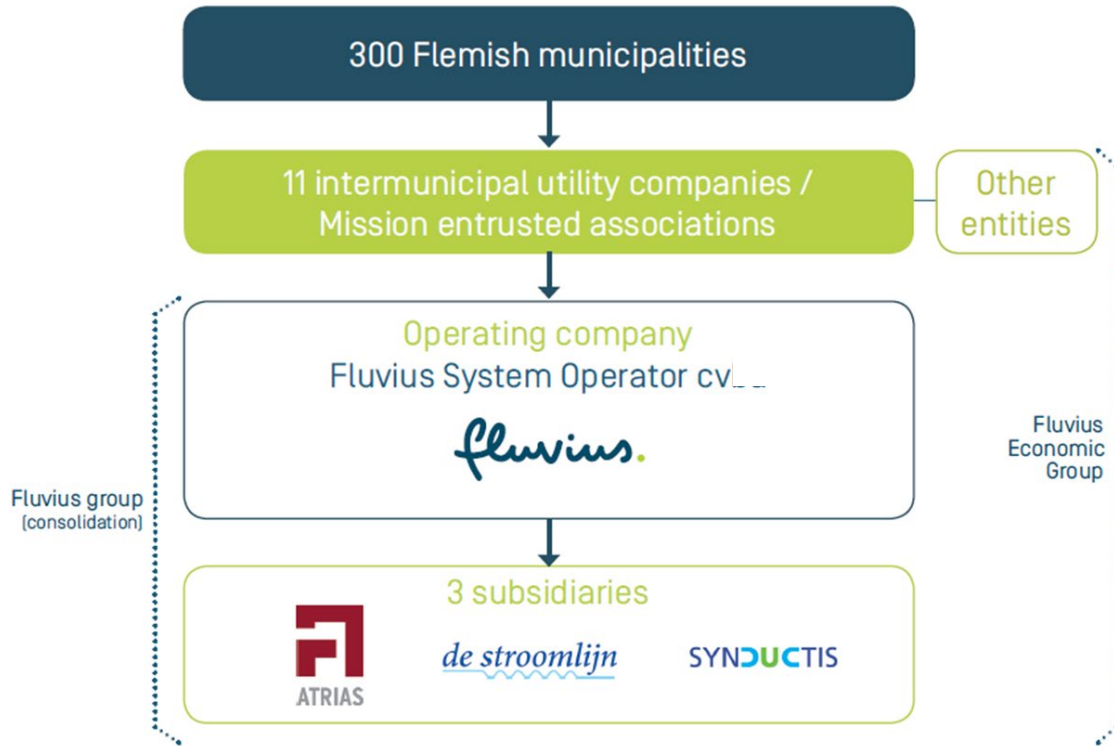 300 Flemish municipalities
11 intermunicipal utility companies /
Mission entrusted associations
Other
entities
Operating company
Fluvius System Operator
fluvius.
Fluvius
Economic
Group
Fluvius group
(consolidation)
3 subsidiaries
ATRIAS
de stroomlijn
SYNDUCTIS